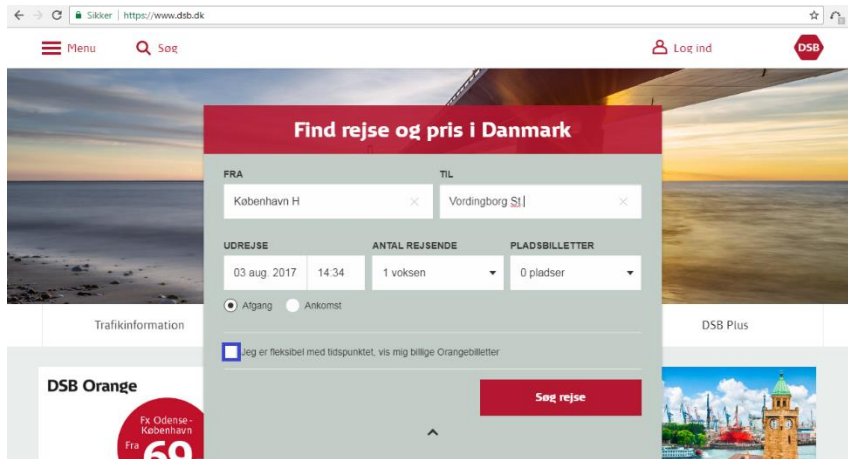 Sikker | https://www.dsb.dk
Menu Søg Log ind DSB
Find rejse og pris i Danmark
FRA TIL
København H Vordingborg St
UDREJSE ANTAL REJSENDE PLADSBILLETTER
03 aug. 2017 14:34 1 voksen 0 pladser
Afgang Ankomst
Trafikinformation DSB Plus
Jeg er fleksibel med tidspunktet, vis mig billige Orangebilletter
DSB Orange
Søg rejse
Fx Odense -
København
Fra 69